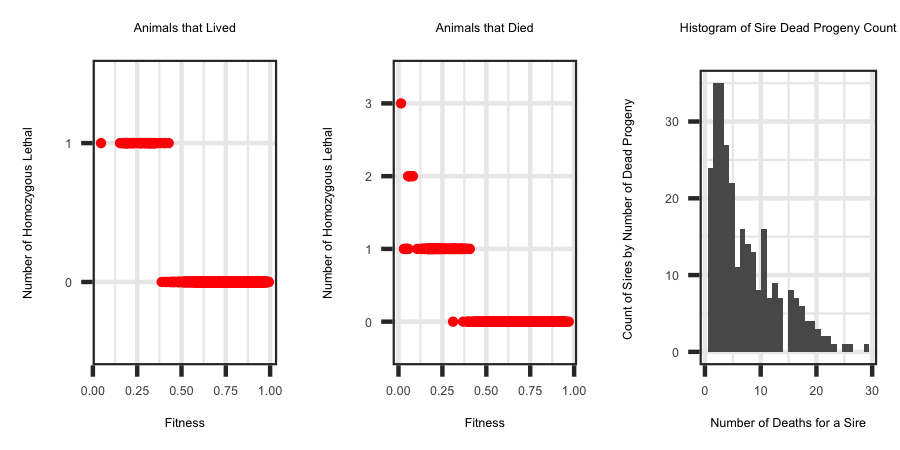 Animals that Lived
Number of Homozygous Lethal
1
0
0.00 0.25 0.50 0.75 1.00
Fitness
Animals that Died
Number of Homozygous Lethal
3
2
1
0
0.00 0.25 0.50 0.75 1.00
Fitness
Histogram of Sire Dead Progeny Count
Count of Sires by Number of Dead Progeny
30
20
10
0
0 10 20 30
Number of Deaths for a Sire